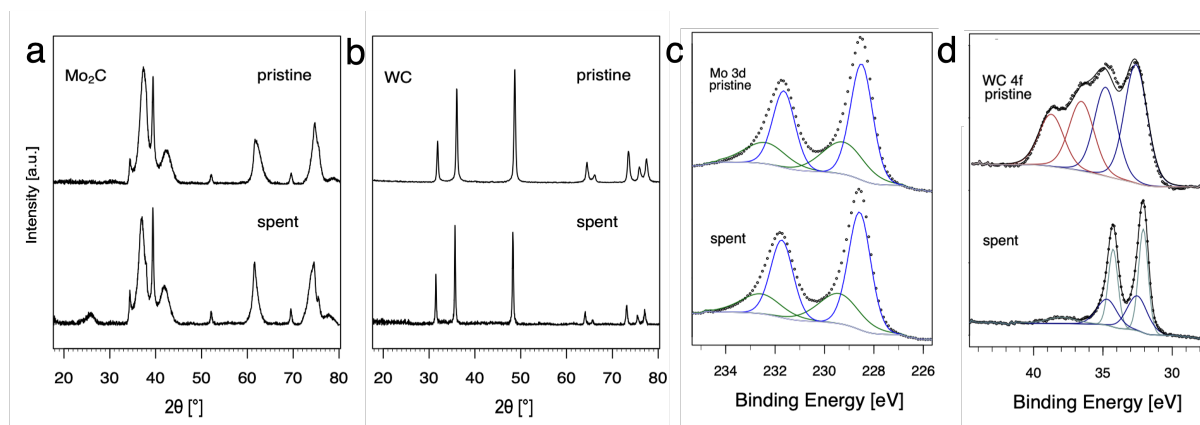 a
Mo₂C
pristine
spent
Intensity [a.u.]
20 30 40 50 60 70 80
2θ [°]
b
WC
pristine
spent
20 30 40 50 60 70 80
2θ [°]
c
Mo 3d
pristine
spent
234 232 230 228 226
Binding Energy [eV]
d
WC 4f
pristine
spent
40 35 30
Binding Energy [eV]